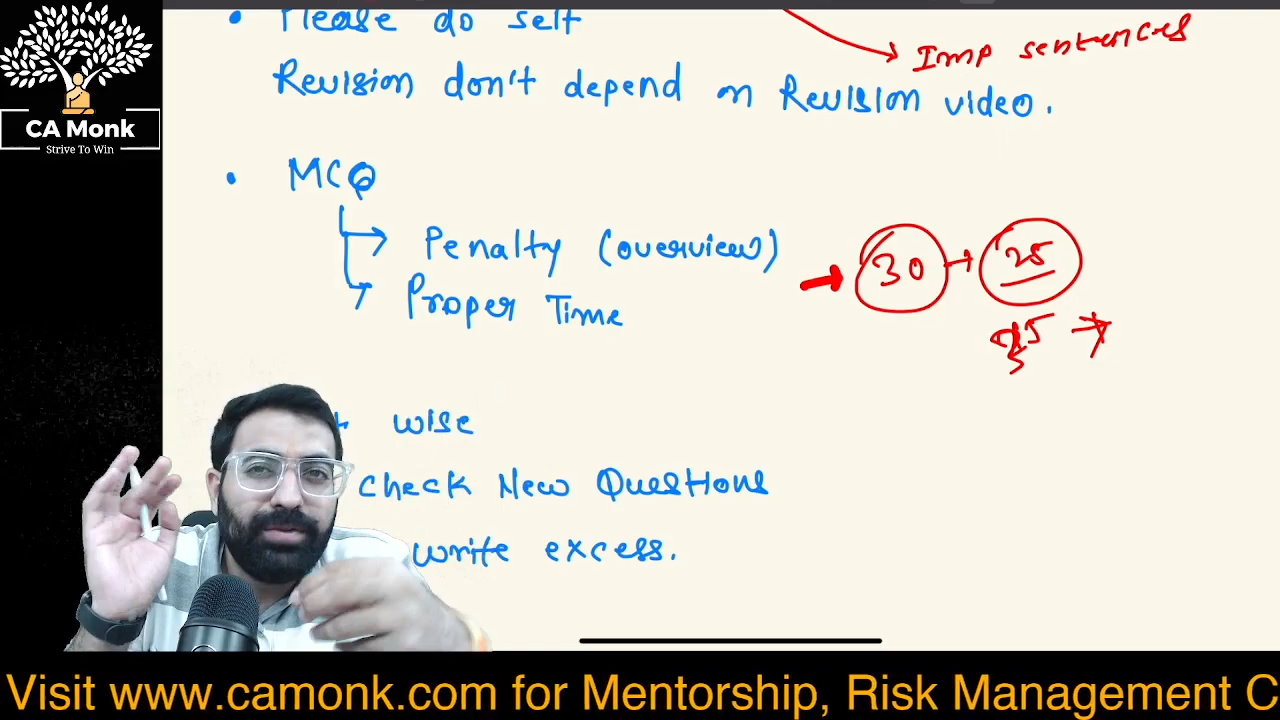 Please do self
Imp sentences
Revision don't depend on Revision video.
CA Monk
Strive To Win
MCQ
Penalty (overview)
30 → 25
Proper Time
wise
check New Questions
write excess.
Visit www.camonk.com for Mentorship, Risk Management C